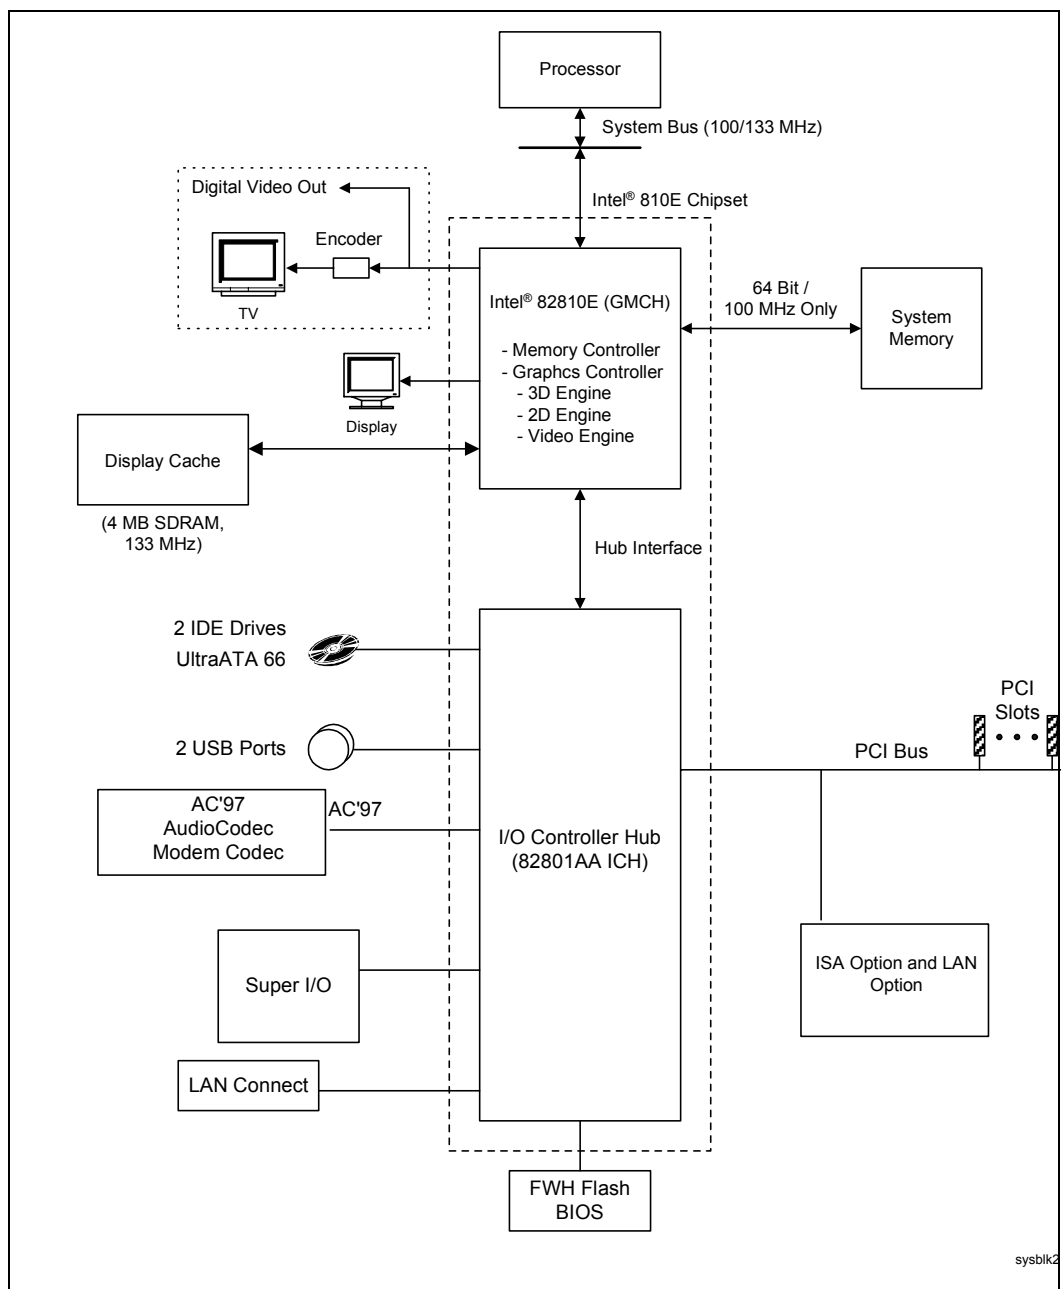 Processor
System Bus (100/133 MHz)
Intel® 810E Chipset
Digital Video Out
Encoder
TV
Intel® 82810E (GMCH)
- Memory Controller
- Graphcs Controller
- 3D Engine
- 2D Engine
- Video Engine
64 Bit /
100 MHz Only
System
Memory
Display
Display Cache
(4 MB SDRAM,
133 MHz)
Hub Interface
2 IDE Drives
UltraATA 66
2 USB Ports
AC'97
AudioCodec
Modem Codec
AC'97
I/O Controller Hub
(82801AA ICH)
PCI
Slots
PCI Bus
ISA Option and LAN
Option
Super I/O
LAN Connect
FWH Flash
BIOS
sysblk2